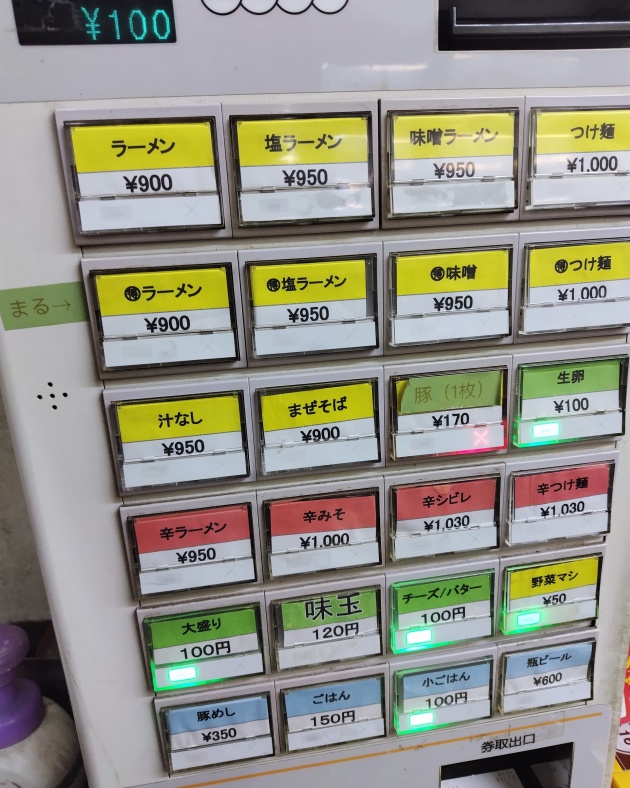 ¥100
ラーメン
¥900
塩ラーメン
¥950
味噌ラーメン
¥950
つけ麺
¥1.000
まる→
得ラーメン
¥900
得塩ラーメン
¥950
得味噌
¥950
得つけ麺
¥1.000
汁なし
¥950
まぜそば
¥900
豚(1枚)
¥170
生卵
¥100
辛ラーメン
¥950
辛みそ
¥1.000
辛シビレ
¥1,030
辛つけ麺
¥1.030
大盛り
100円
味玉
120円
チーズ/バター
100円
野菜マシ
¥50
豚めし
¥350
ごはん
150円
小ごはん
100円
瓶ビール
¥600
券取出口